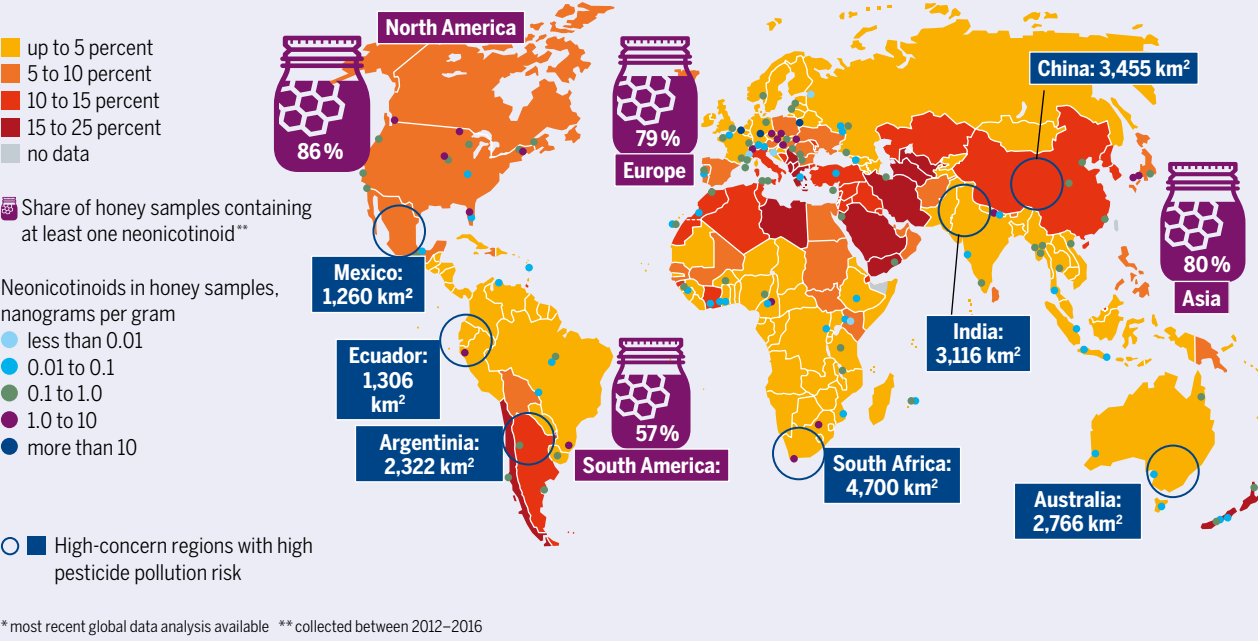 North America
up to 5 percent
5 to 10 percent
10 to 15 percent
15 to 25 percent
no data
86 %
79 %
Europe
China: 3,455 km²
Share of honey samples containing
at least one neonicotinoid**
80 %
Asia
Mexico:
1,260 km²
Neonicotinoids in honey samples,
nanograms per gram
less than 0.01
0.01 to 0.1
0.1 to 1.0
1.0 to 10
more than 10
India:
3,116 km²
Ecuador:
1,306
km²
57 %
South America:
Argentinia:
2,322 km²
South Africa:
4,700 km²
Australia:
2,766 km²
High-concern regions with high
pesticide pollution risk
* most recent global data analysis available ** collected between 2012–2016